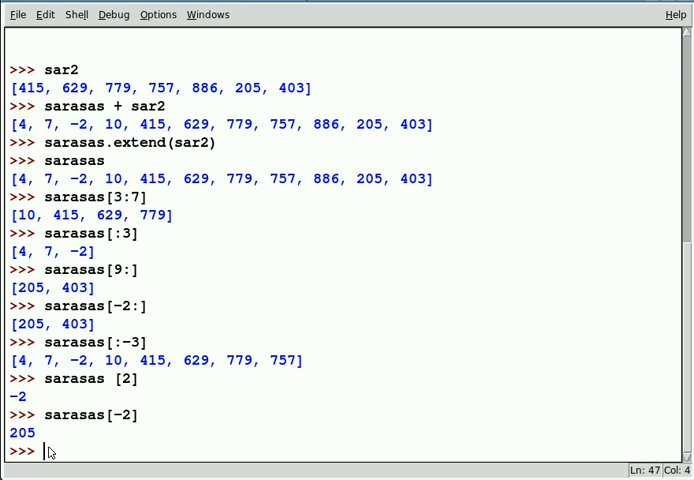 File Edit Shell Debug Options Windows Help
>>> sar2
[415, 629, 779, 757, 886, 205, 403]
>>> sarasas + sar2
[4, 7, −2, 10, 415, 629, 779, 757, 886, 205, 403]
>>> sarasas.extend(sar2)
>>> sarasas
[4, 7, −2, 10, 415, 629, 779, 757, 886, 205, 403]
>>> sarasas[3:7]
[10, 415, 629, 779]
>>> sarasas[:3]
[4, 7, −2]
>>> sarasas[9:]
[205, 403]
>>> sarasas[−2:]
[205, 403]
>>> sarasas[:−3]
[4, 7, −2, 10, 415, 629, 779, 757]
>>> sarasas [2]
−2
>>> sarasas[−2]
205
>>>
Ln: 47 Col: 4